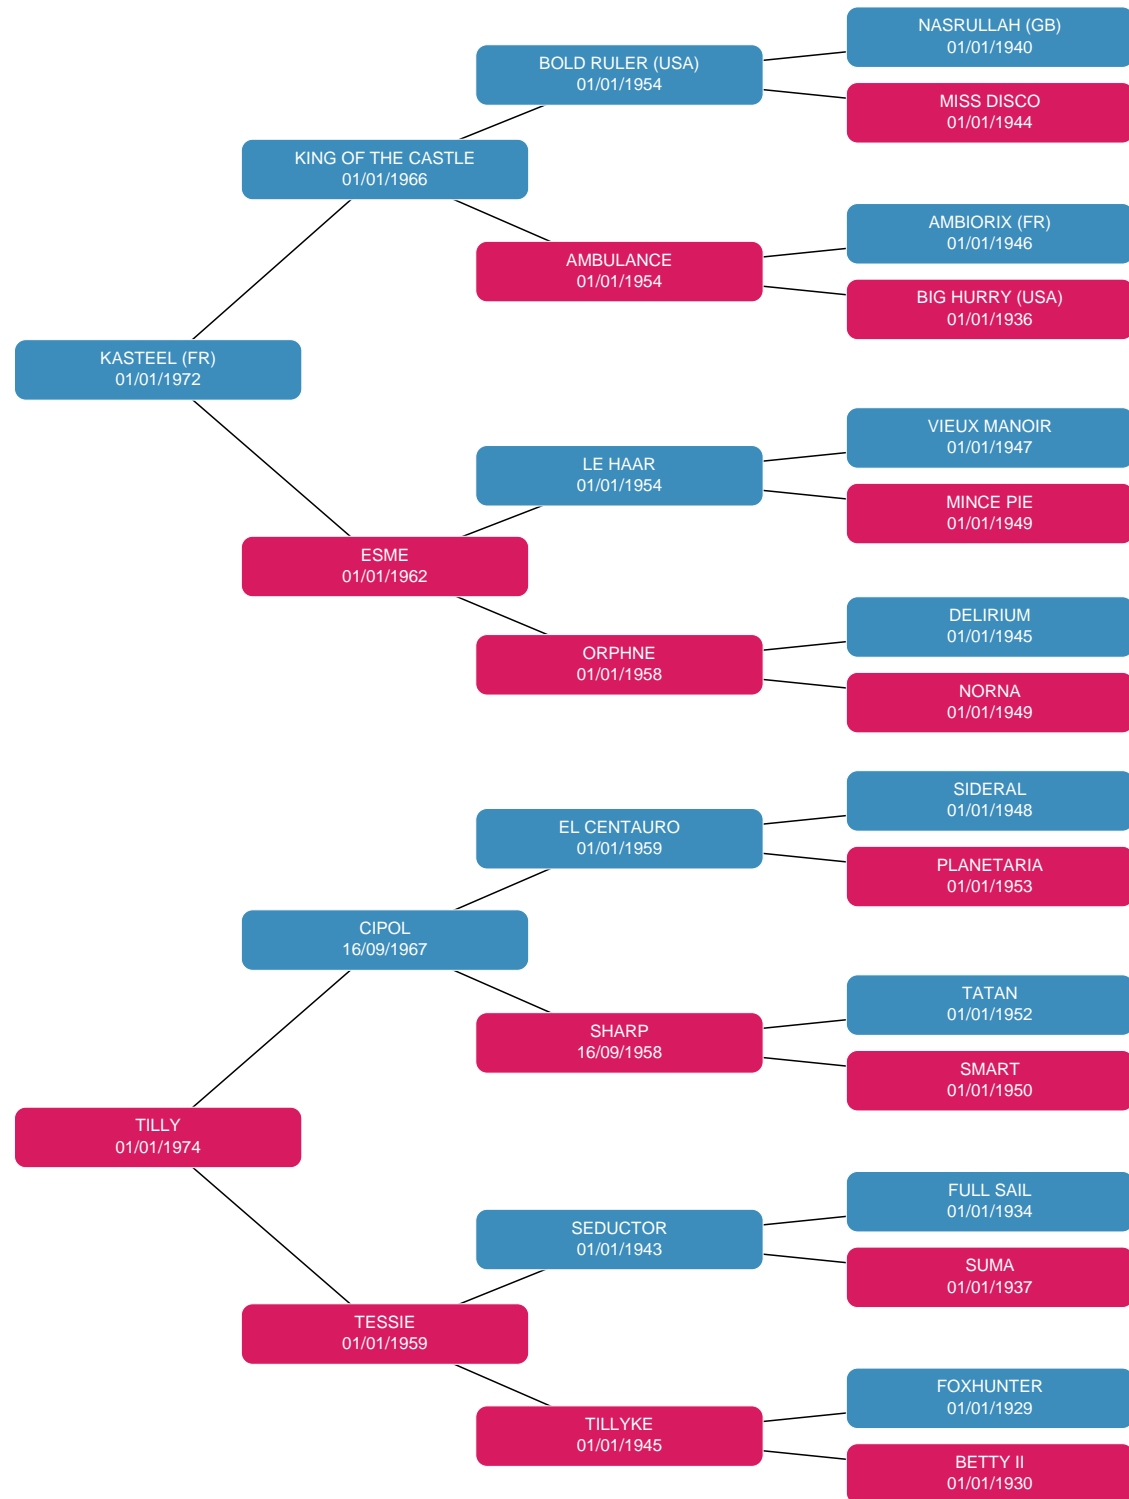 NASRULLAH (GB)
01/01/1940
BOLD RULER (USA)
01/01/1954
MISS DISCO
01/01/1944
KING OF THE CASTLE
01/01/1966
AMBIORIX (FR)
01/01/1946
AMBULANCE
01/01/1954
BIG HURRY (USA)
01/01/1936
KASTEEL (FR)
01/01/1972
VIEUX MANOIR
01/01/1947
LE HAAR
01/01/1954
MINCE PIE
01/01/1949
ESME
01/01/1962
DELIRIUM
01/01/1945
ORPHNE
01/01/1958
NORNA
01/01/1949
SIDERAL
01/01/1948
EL CENTAURO
01/01/1959
PLANETARIA
01/01/1953
CIPOL
16/09/1967
TATAN
01/01/1952
SHARP
16/09/1958
SMART
01/01/1950
TILLY
01/01/1974
FULL SAIL
01/01/1934
SEDUCTOR
01/01/1943
SUMA
01/01/1937
TESSIE
01/01/1959
FOXHUNTER
01/01/1929
TILLYKE
01/01/1945
BETTY II
01/01/1930